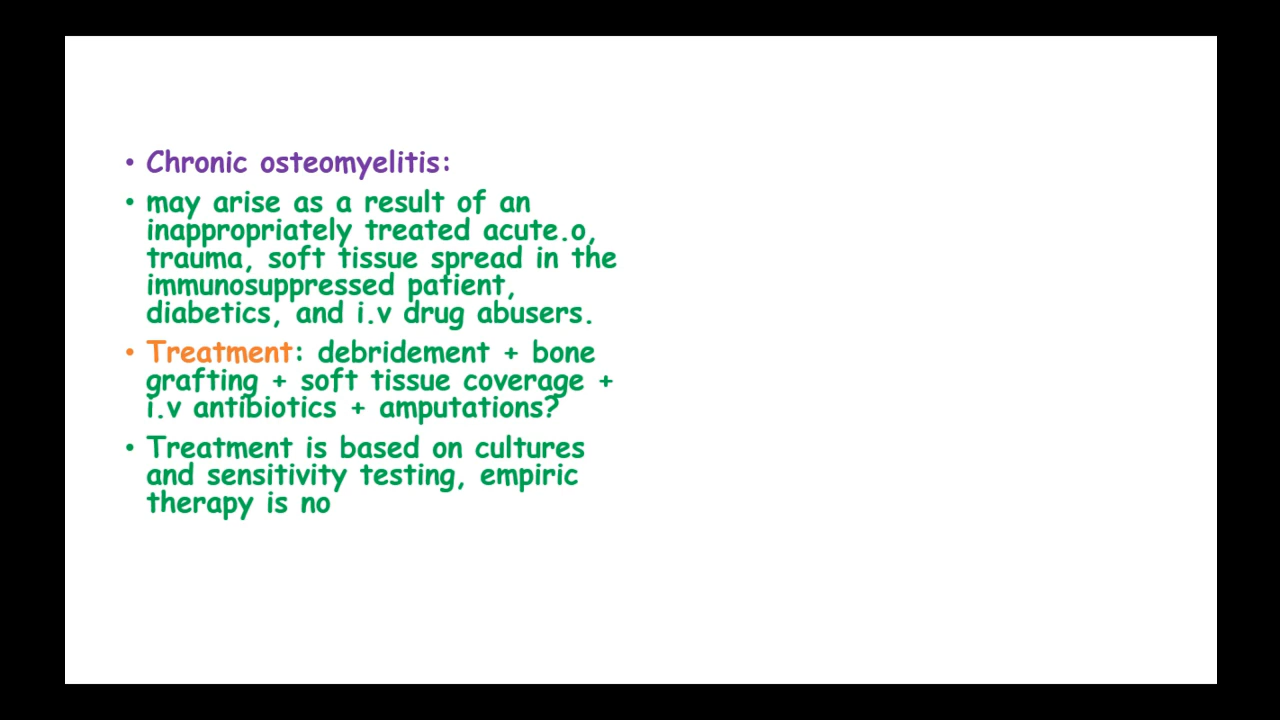 • Chronic osteomyelitis:
• may arise as a result of an
inappropriately treated acute.o,
trauma, soft tissue spread in the
immunosuppressed patient,
diabetics, and i.v drug abusers.
• Treatment: debridement + bone
grafting + soft tissue coverage +
i.v antibiotics + amputations?
• Treatment is based on cultures
and sensitivity testing, empiric
therapy is no